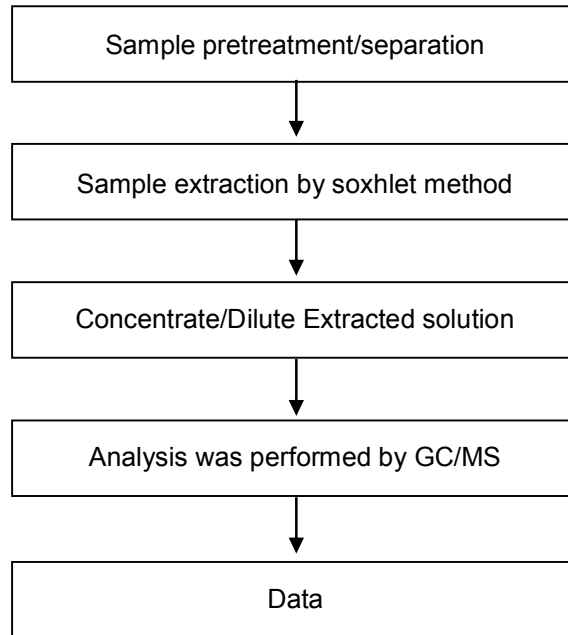 Sample pretreatment/separation
Sample extraction by soxhlet method
Concentrate/Dilute Extracted solution
Analysis was performed by GC/MS
Data